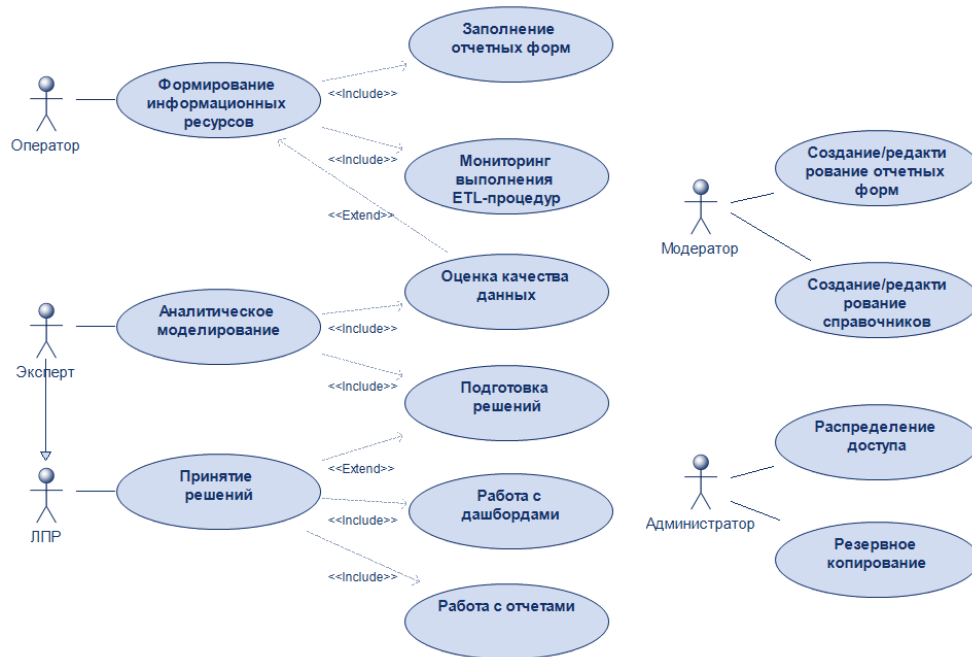 Заполнение
отчетных форм
Формирование
информационных
ресурсов
<<Include>>
Оператор
<<Include>>
Мониторинг
выполнения
ETL-процедур
<<Extend>>
Оценка качества
данных
Аналитическое
моделирование
<<Include>>
Эксперт
<<Include>>
Подготовка
решений
Принятие
решений
<<Extend>>
ЛПР
<<Include>>
Работа с
дашбордами
<<Include>>
Работа с отчетами
Создание/редакти
рование отчетных
форм
Модератор
Создание/редакти
рование
справочников
Распределение
доступа
Администратор
Резервное
копирование